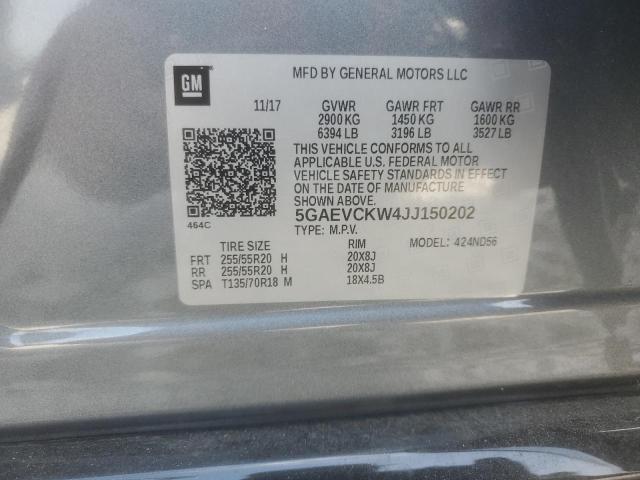 GM
MFD BY GENERAL MOTORS LLC
11/17 GVWR GAWR FRT GAWR RR
2900 KG 1450 KG 1600 KG
6394 LB 3196 LB 3527 LB
THIS VEHICLE CONFORMS TO ALL
APPLICABLE U.S. FEDERAL MOTOR
VEHICLE SAFETY STANDARDS IN EFFECT
ON THE DATE OF MANUFACTURE
SHOWN ABOVE.
464C
5GAEVCKW4JJ150202
TYPE: M.P.V.
TIRE SIZE RIM MODEL: 424ND56
FRT 255/55R20 H 20X8J
RR 255/55R20 H 20X8J
SPA T135/70R18 M 18X4.5B